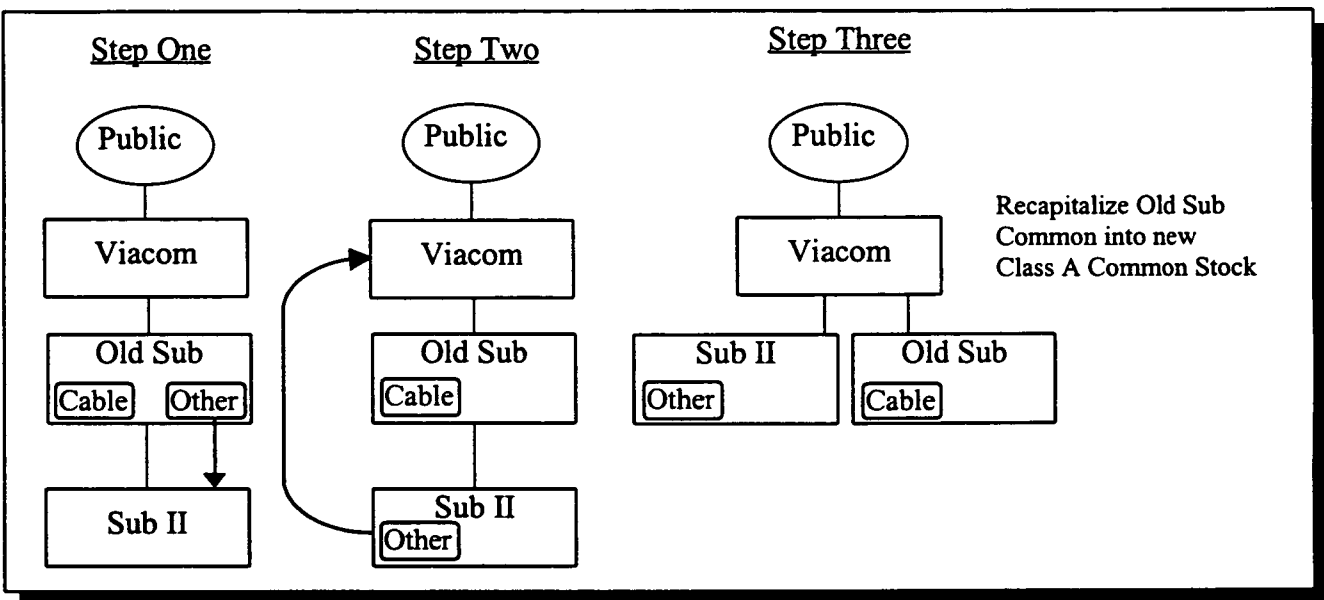 Step One
Public
Viacom
Old Sub
Cable Other
Sub II
Step Two
Public
Viacom
Old Sub
Cable
Sub II
Other
Step Three
Public
Viacom
Sub II
Other
Old Sub
Cable
Recapitalize Old Sub
Common into new
Class A Common Stock